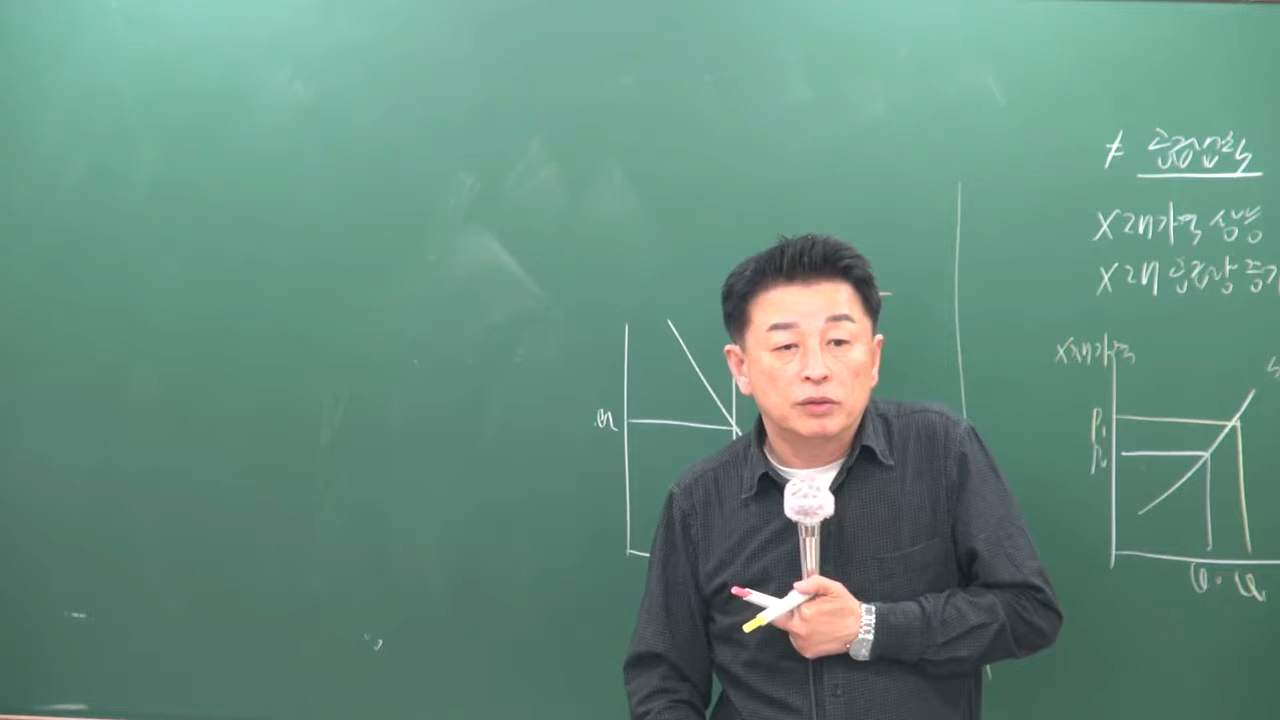 * 공급법칙
X재가격 상승
X재 공급량 증가
X재가격
S
P₁
P₀
Q₀ Q₁